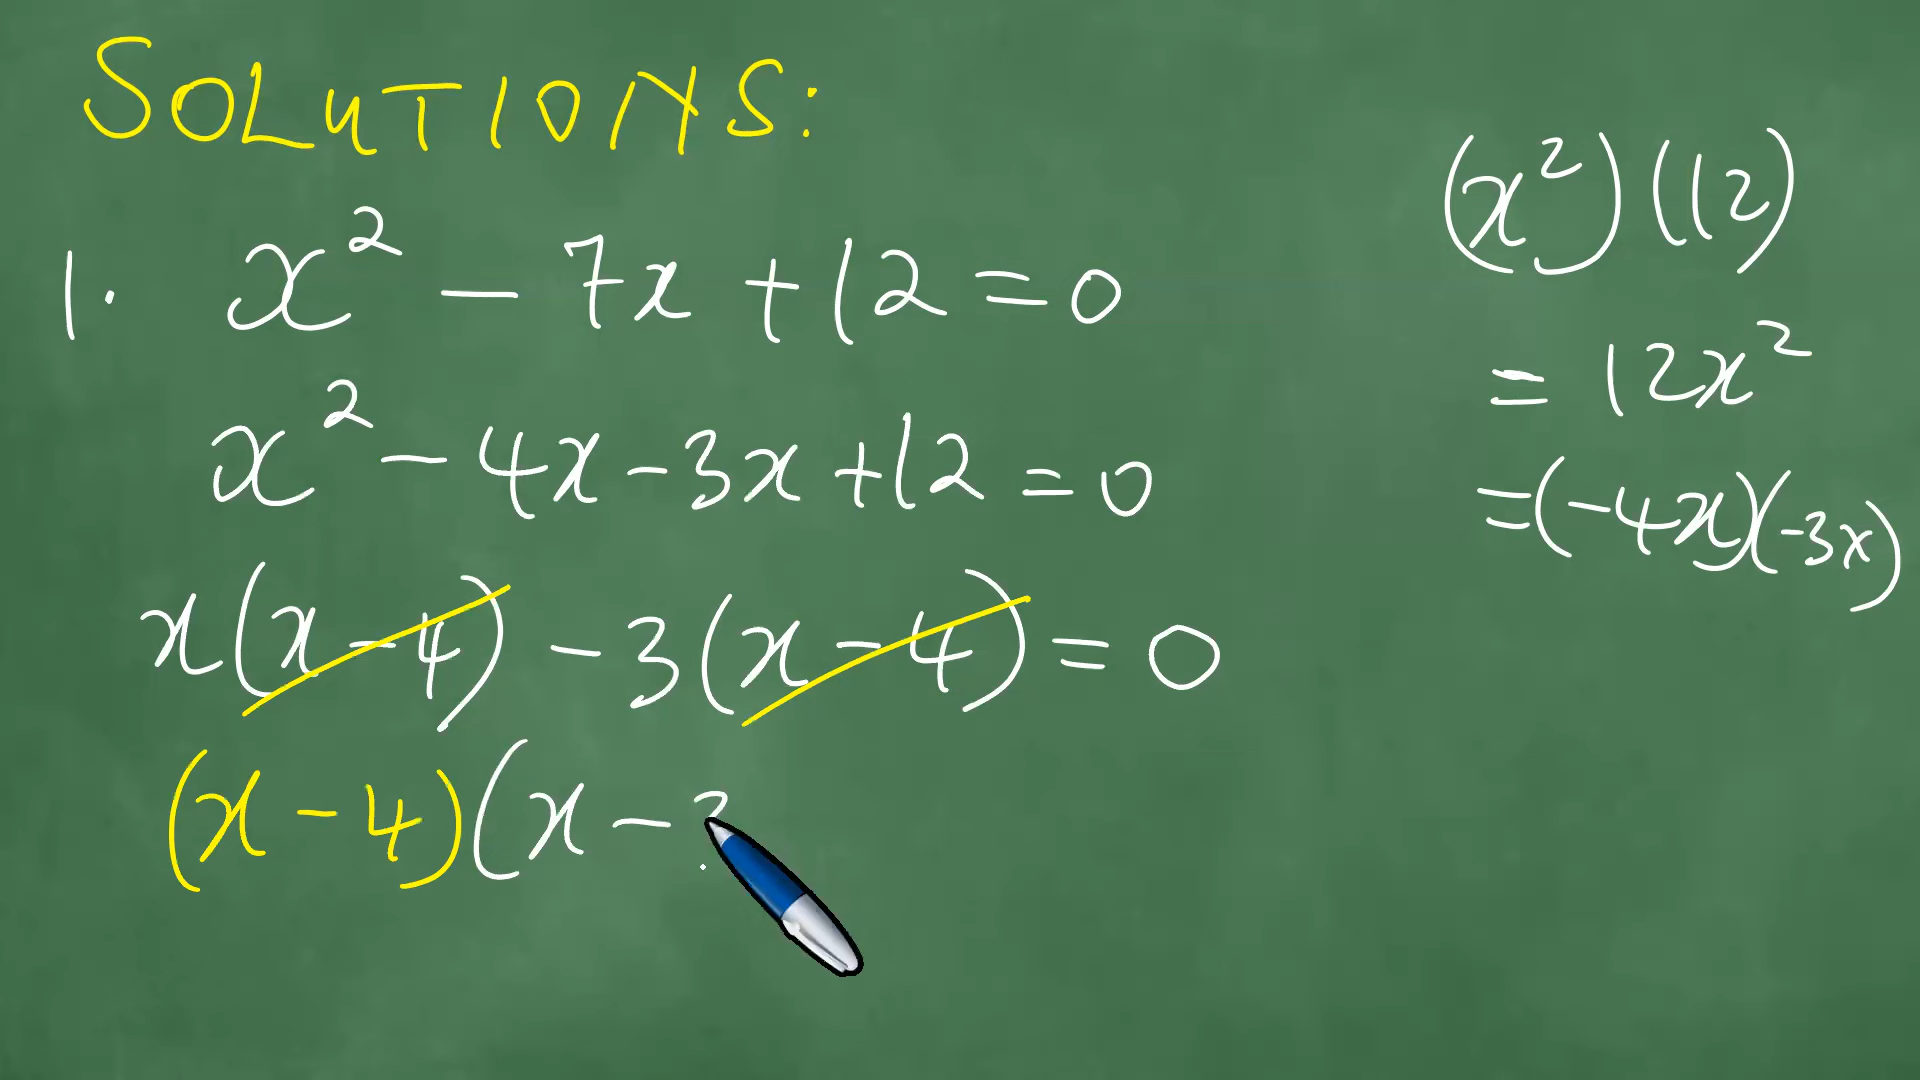 SOLUTIONS:
1. x² - 7x + 12 = 0
x² - 4x - 3x + 12 = 0
x(x - 4) - 3(x - 4) = 0
(x - 4)(x -
(x²)(12)
= 12x²
= (-4x)(-3x)